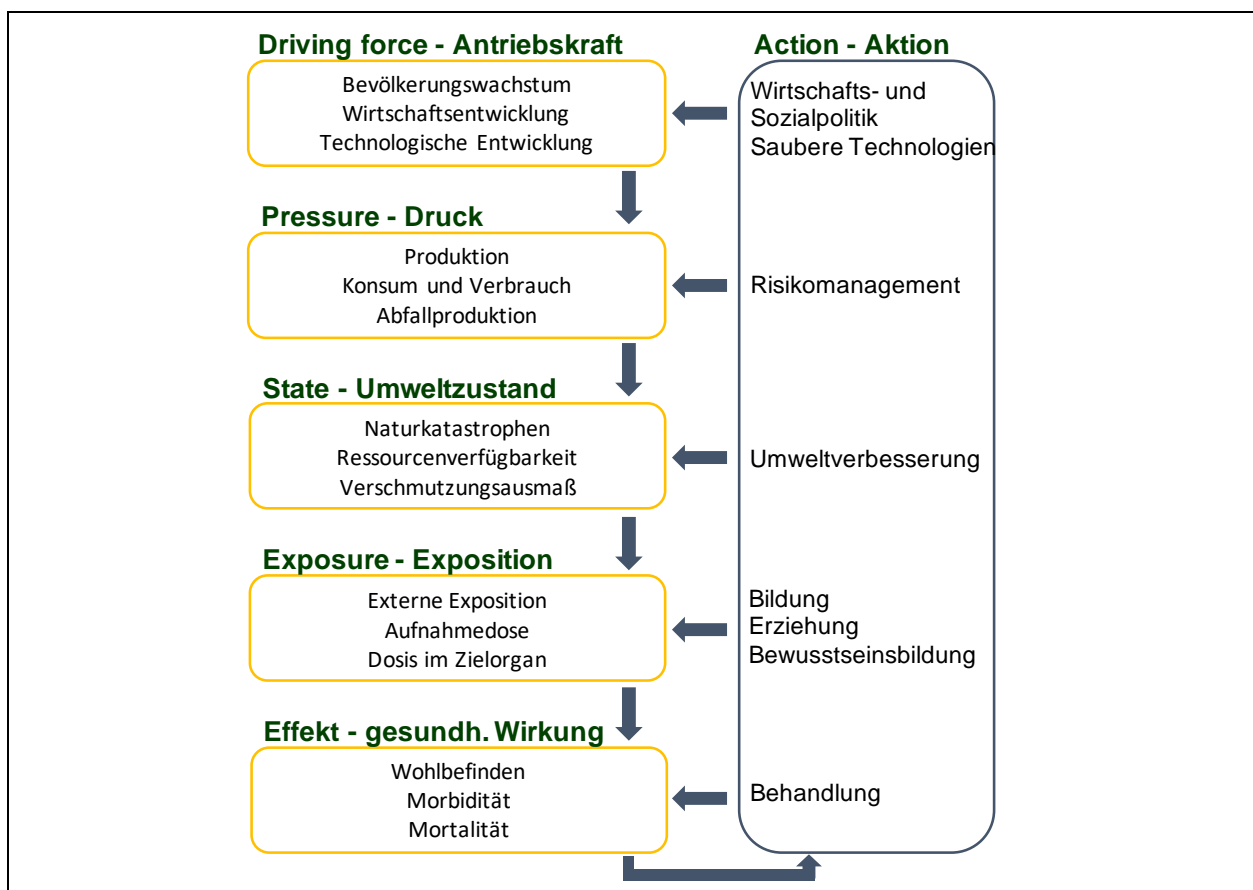 Driving force - Antriebskraft
Bevölkerungswachstum
Wirtschaftsentwicklung
Technologische Entwicklung
Pressure - Druck
Produktion
Konsum und Verbrauch
Abfallproduktion
State - Umweltzustand
Naturkatastrophen
Ressourcenverfügbarkeit
Verschmutzungsausmaß
Exposure - Exposition
Externe Exposition
Aufnahmedose
Dosis im Zielorgan
Effekt - gesundh. Wirkung
Wohlbefinden
Morbidität
Mortalität
Action - Aktion
Wirtschafts- und
Sozialpolitik
Saubere Technologien
Risikomanagement
Umweltverbesserung
Bildung
Erziehung
Bewusstseinsbildung
Behandlung